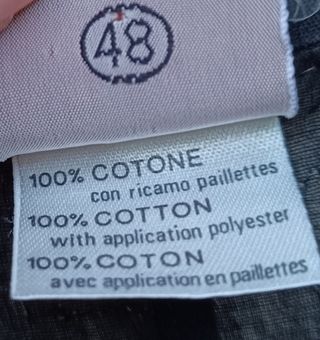 48
100% COTONE
con ricamo paillettes
100% COTTON
with application polyester
100% COTON
avec application en paillettes